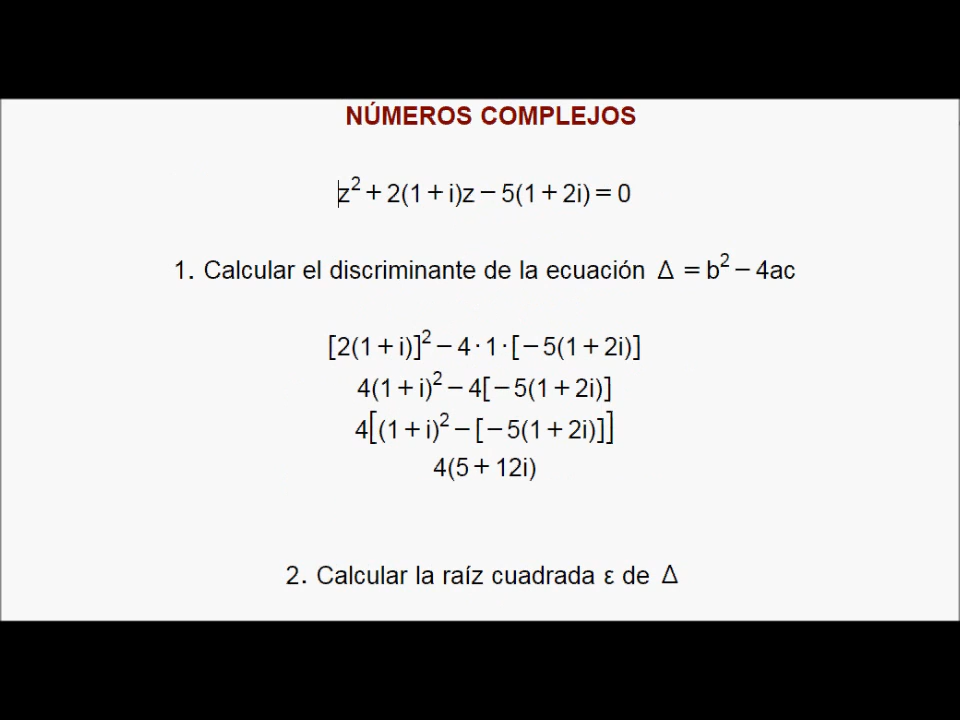 NÚMEROS COMPLEJOS
z² + 2(1 + i)z − 5(1 + 2i) = 0
1. Calcular el discriminante de la ecuación Δ = b² − 4ac
[2(1 + i)]² − 4 · 1 · [− 5(1 + 2i)]
4(1 + i)² − 4[− 5(1 + 2i)]
4[(1 + i)² − [− 5(1 + 2i)]]
4(5 + 12i)
2. Calcular la raíz cuadrada ε de Δ